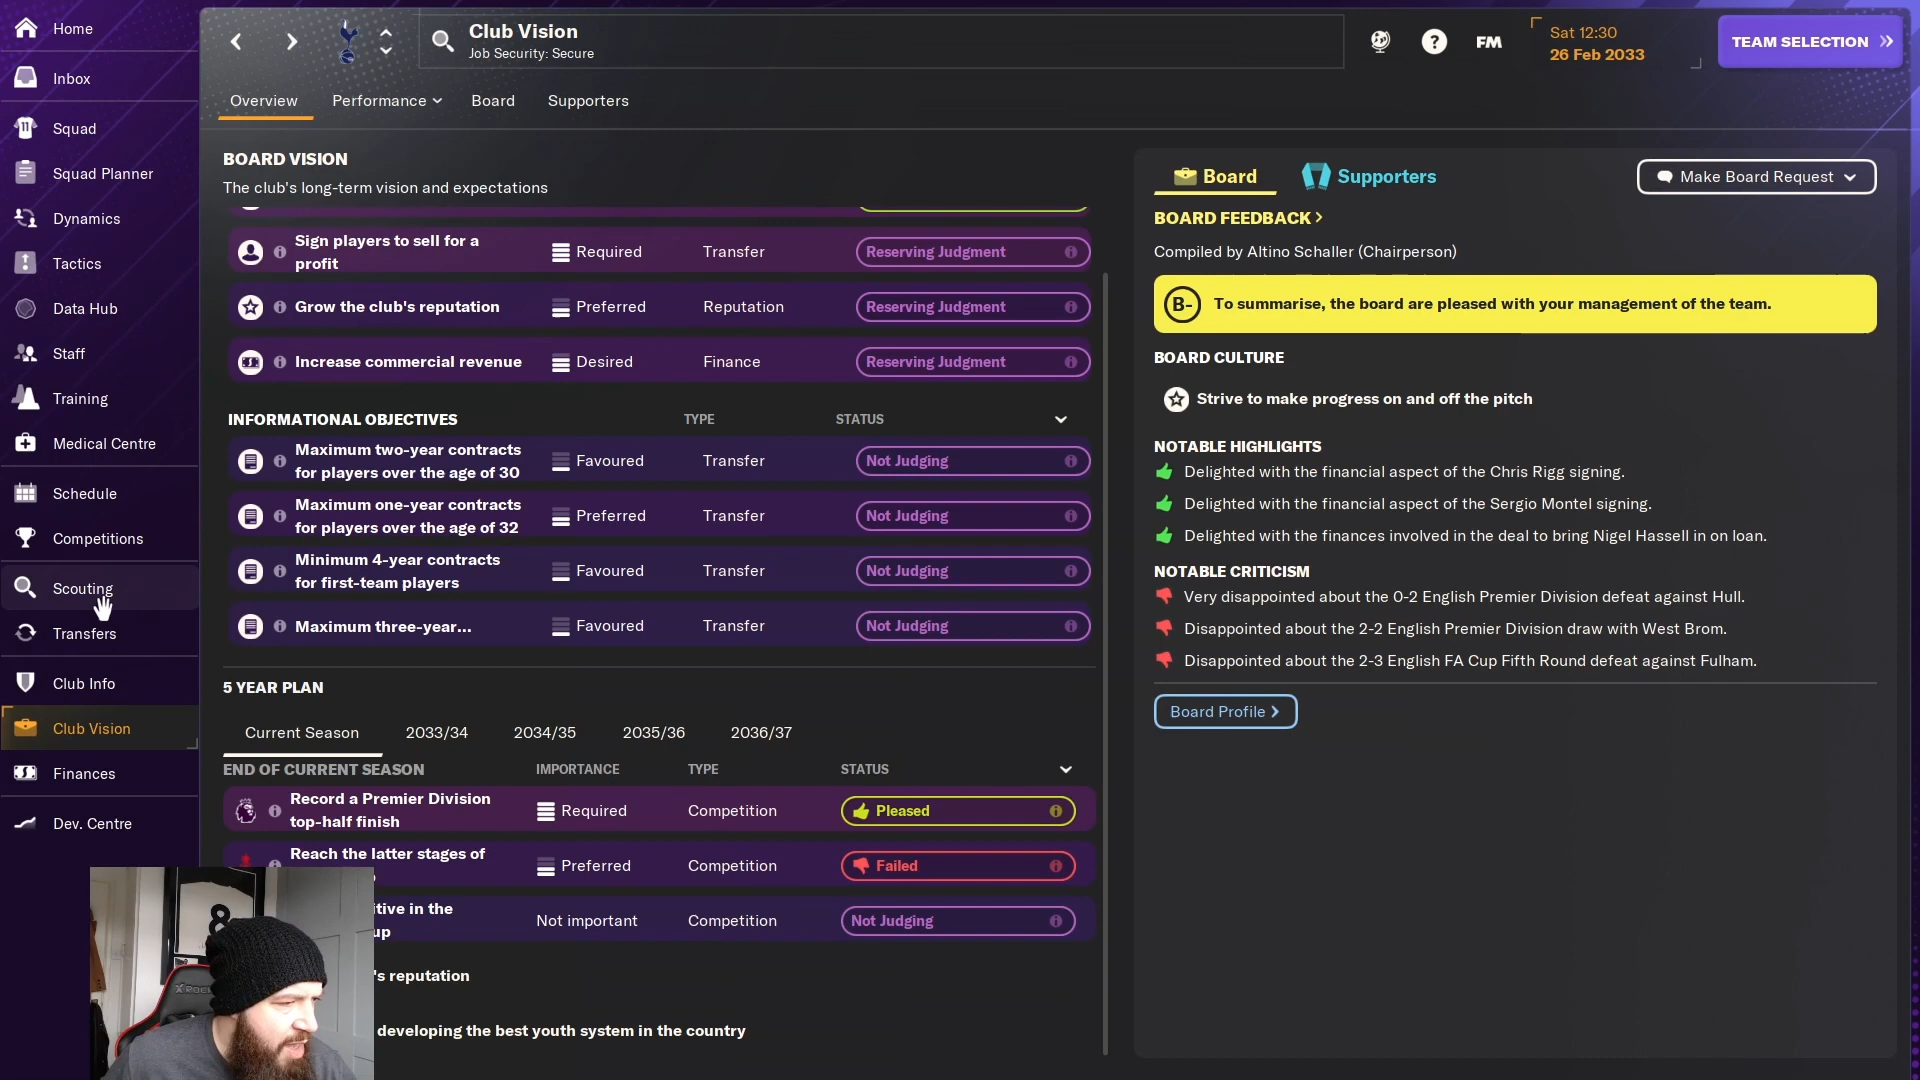 Home
Inbox
Squad
Squad Planner
Dynamics
Tactics
Data Hub
Staff
Training
Medical Centre
Schedule
Competitions
Scouting
Transfers
Club Info
Club Vision
Finances
Dev. Centre
Club Vision
Job Security: Secure
FM
Sat 12:30
26 Feb 2033
TEAM SELECTION
Overview
Performance
Board
Supporters
BOARD VISION
The club's long-term vision and expectations
Sign players to sell for a
profit
Required
Transfer
Reserving Judgment
Grow the club's reputation
Preferred
Reputation
Reserving Judgment
Increase commercial revenue
Desired
Finance
Reserving Judgment
INFORMATIONAL OBJECTIVES
TYPE
STATUS
Maximum two-year contracts
for players over the age of 30
Favoured
Transfer
Not Judging
Maximum one-year contracts
for players over the age of 32
Preferred
Transfer
Not Judging
Minimum 4-year contracts
for first-team players
Favoured
Transfer
Not Judging
Maximum three-year...
Favoured
Transfer
Not Judging
5 YEAR PLAN
Current Season
2033/34
2034/35
2035/36
2036/37
END OF CURRENT SEASON
IMPORTANCE
TYPE
STATUS
Record a Premier Division
top-half finish
Required
Competition
Pleased
Reach the latter stages of
Preferred
Competition
Failed
itive in the
up
Not important
Competition
Not Judging
's reputation
developing the best youth system in the country
Board
Supporters
Make Board Request
BOARD FEEDBACK >
Compiled by Altino Schaller (Chairperson)
B-
To summarise, the board are pleased with your management of the team.
BOARD CULTURE
Strive to make progress on and off the pitch
NOTABLE HIGHLIGHTS
Delighted with the financial aspect of the Chris Rigg signing.
Delighted with the financial aspect of the Sergio Montel signing.
Delighted with the finances involved in the deal to bring Nigel Hassell in on loan.
NOTABLE CRITICISM
Very disappointed about the 0-2 English Premier Division defeat against Hull.
Disappointed about the 2-2 English Premier Division draw with West Brom.
Disappointed about the 2-3 English FA Cup Fifth Round defeat against Fulham.
Board Profile >
8